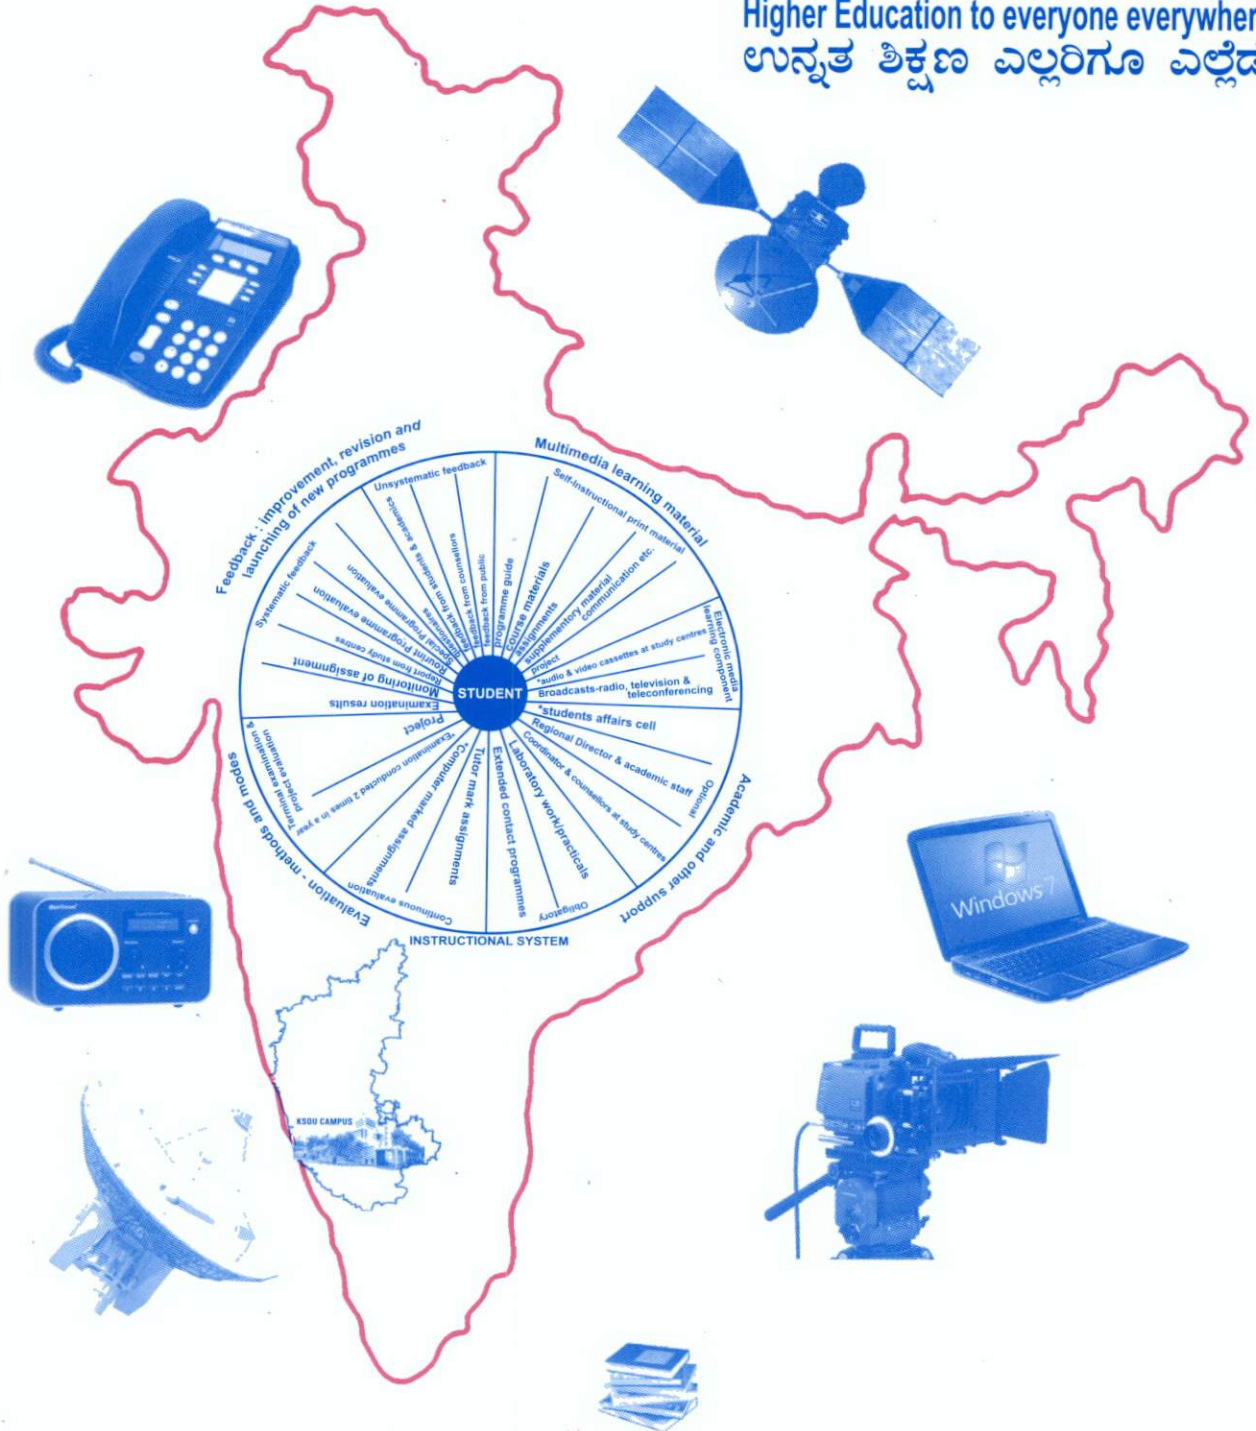 Higher Education to everyone everywher
ಉನ್ನತ ಶಿಕ್ಷಣ ಎಲ್ಲರಿಗೂ ಎಲ್ಲೆಡ
Feedback : improvement, revision and
launching of new programmes
Multimedia learning material
Unsystematic feedback
Self-Instructional print material
Systematic feedback
feedback from students & academics
feedback from counsellors
feedback from public
programme guide
course materials
assignments
supplementary material
communication etc.
project
Electronic media
learning component
*audio & video cassettes at study centres
Broadcasts-radio, television &
teleconferencing
STUDENT
Special Programme evaluation
Rourint Programme evaluation
Report from study centres
Monitoring of assignment
Examination results
Project
*students affairs cell
Regional Director & academic staff
Coordinator & counsellors at study centres
Laboratory work/practicals
Extended contact programmes
Optional
Obligatory
Academic and other support
Terminal examination &
project evaluation
*Examination conducted 2 times in a year
*Computer marked assignments
Tutor mark assignments
Continuous evaluation
Evaluation - methods and modes
INSTRUCTIONAL SYSTEM
Windows 7
KSOU CAMPUS